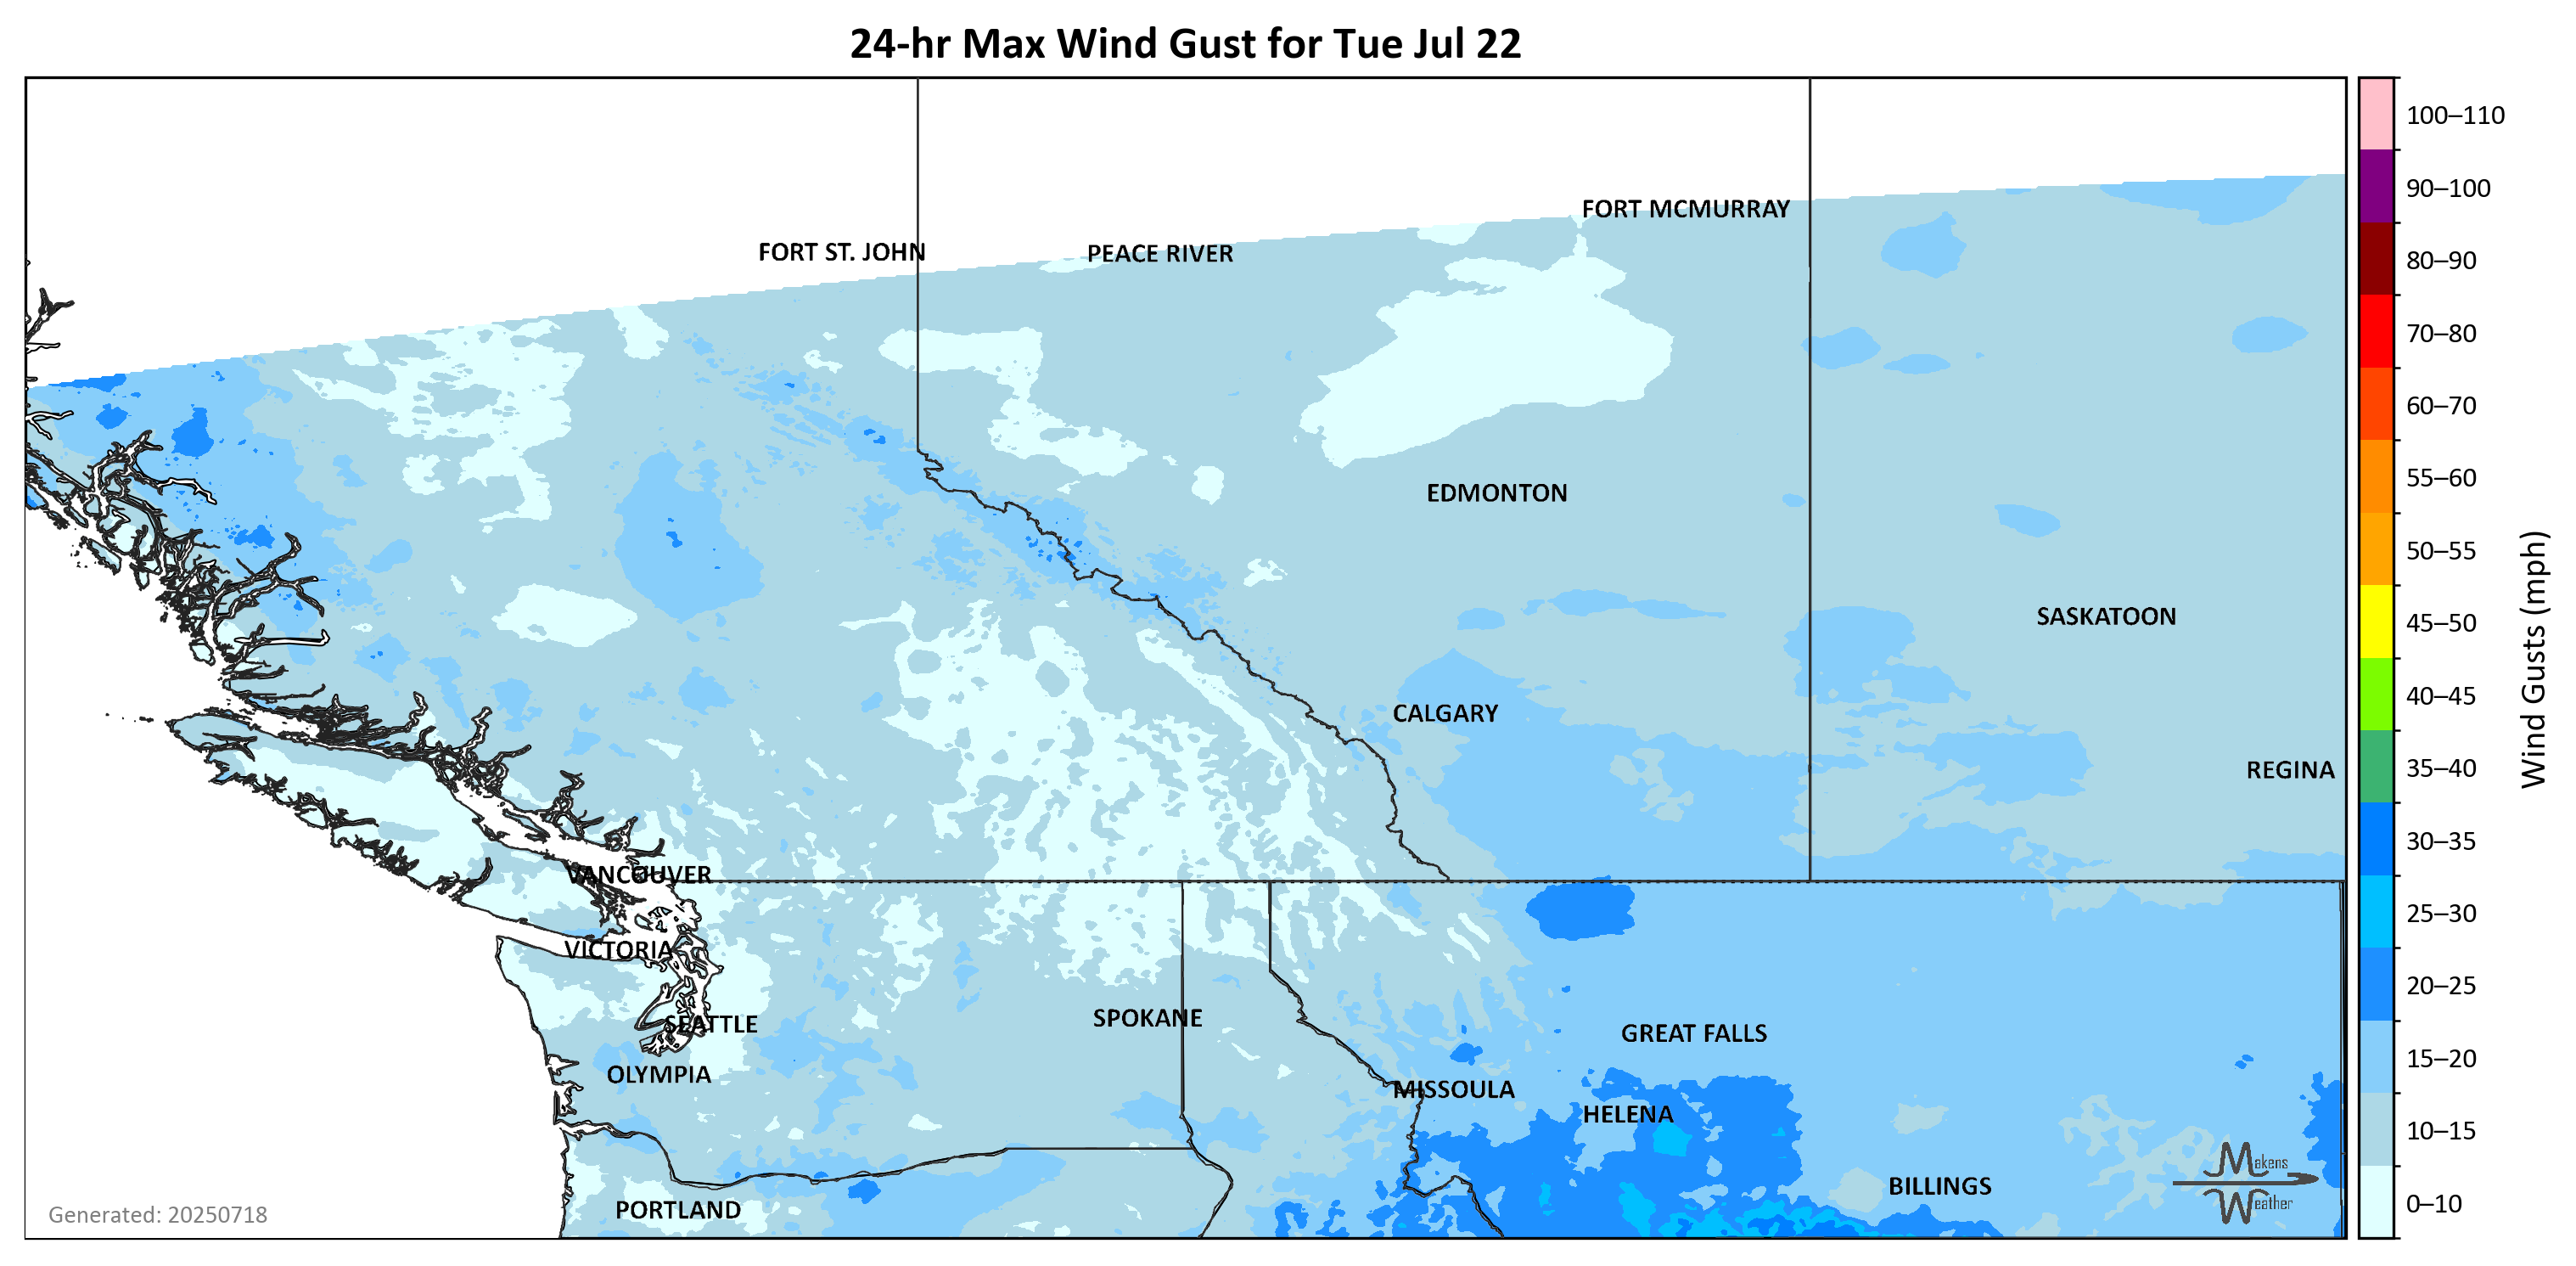 24-hr Max Wind Gust for Tue Jul 22
100–110
90–100
80–90
70–80
60–70
55–60
50–55
45–50
40–45
35–40
30–35
25–30
20–25
15–20
10–15
0–10
Wind Gusts (mph)
FORT MCMURRAY
FORT ST. JOHN
PEACE RIVER
EDMONTON
SASKATOON
CALGARY
REGINA
VANCOUVER
VICTORIA
SEATTLE
SPOKANE
GREAT FALLS
OLYMPIA
MISSOULA
HELENA
BILLINGS
PORTLAND
Makens
Weather
Generated: 20250718